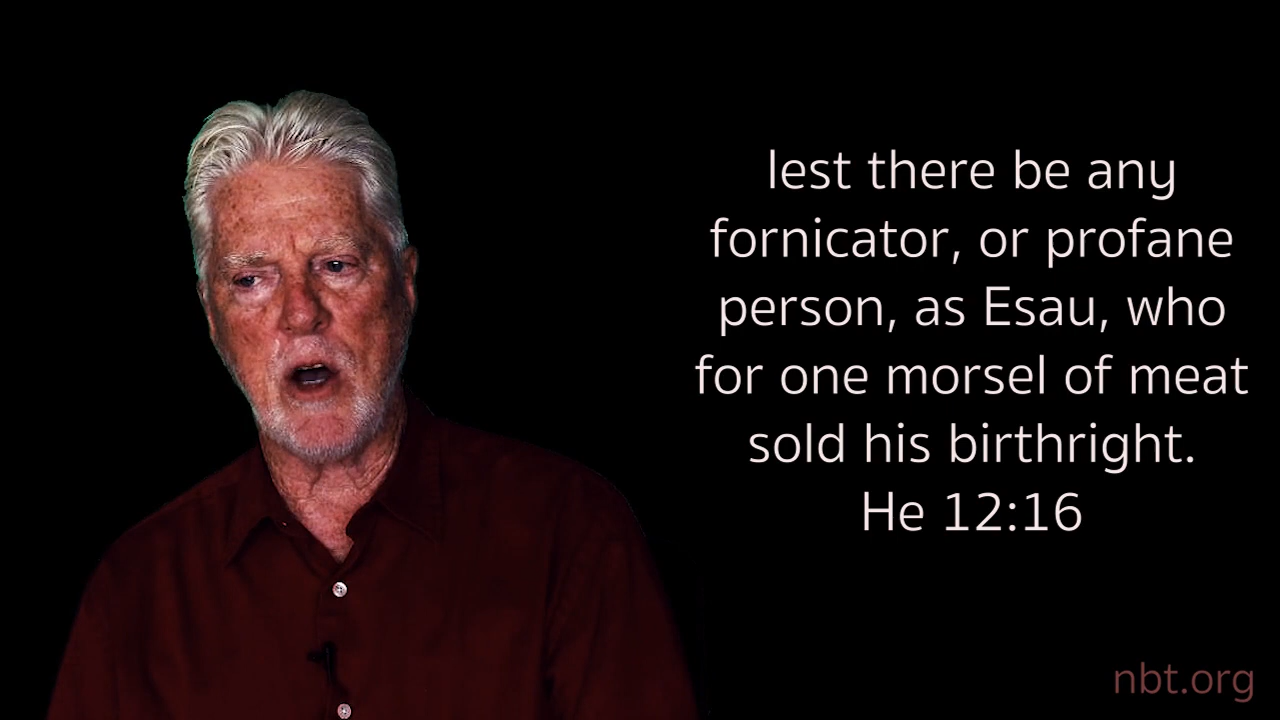 lest there be any
fornicator, or profane
person, as Esau, who
for one morsel of meat
sold his birthright.
He 12:16
nbt.org